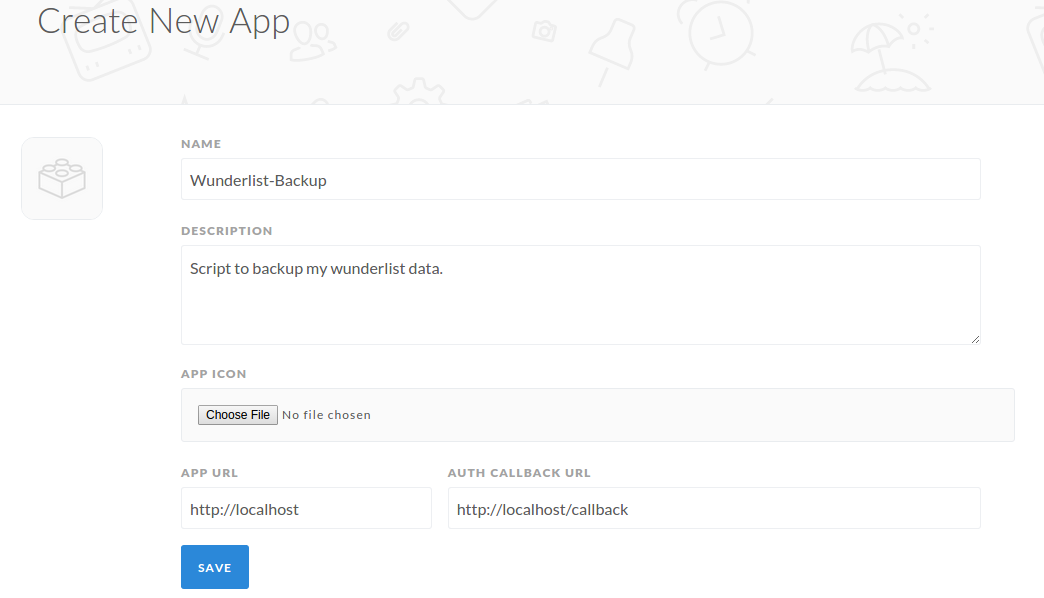 Create New App
NAME
Wunderlist-Backup
DESCRIPTION
Script to backup my wunderlist data.
APP ICON
Choose File No file chosen
APP URL
AUTH CALLBACK URL
http://localhost
http://localhost/callback
SAVE